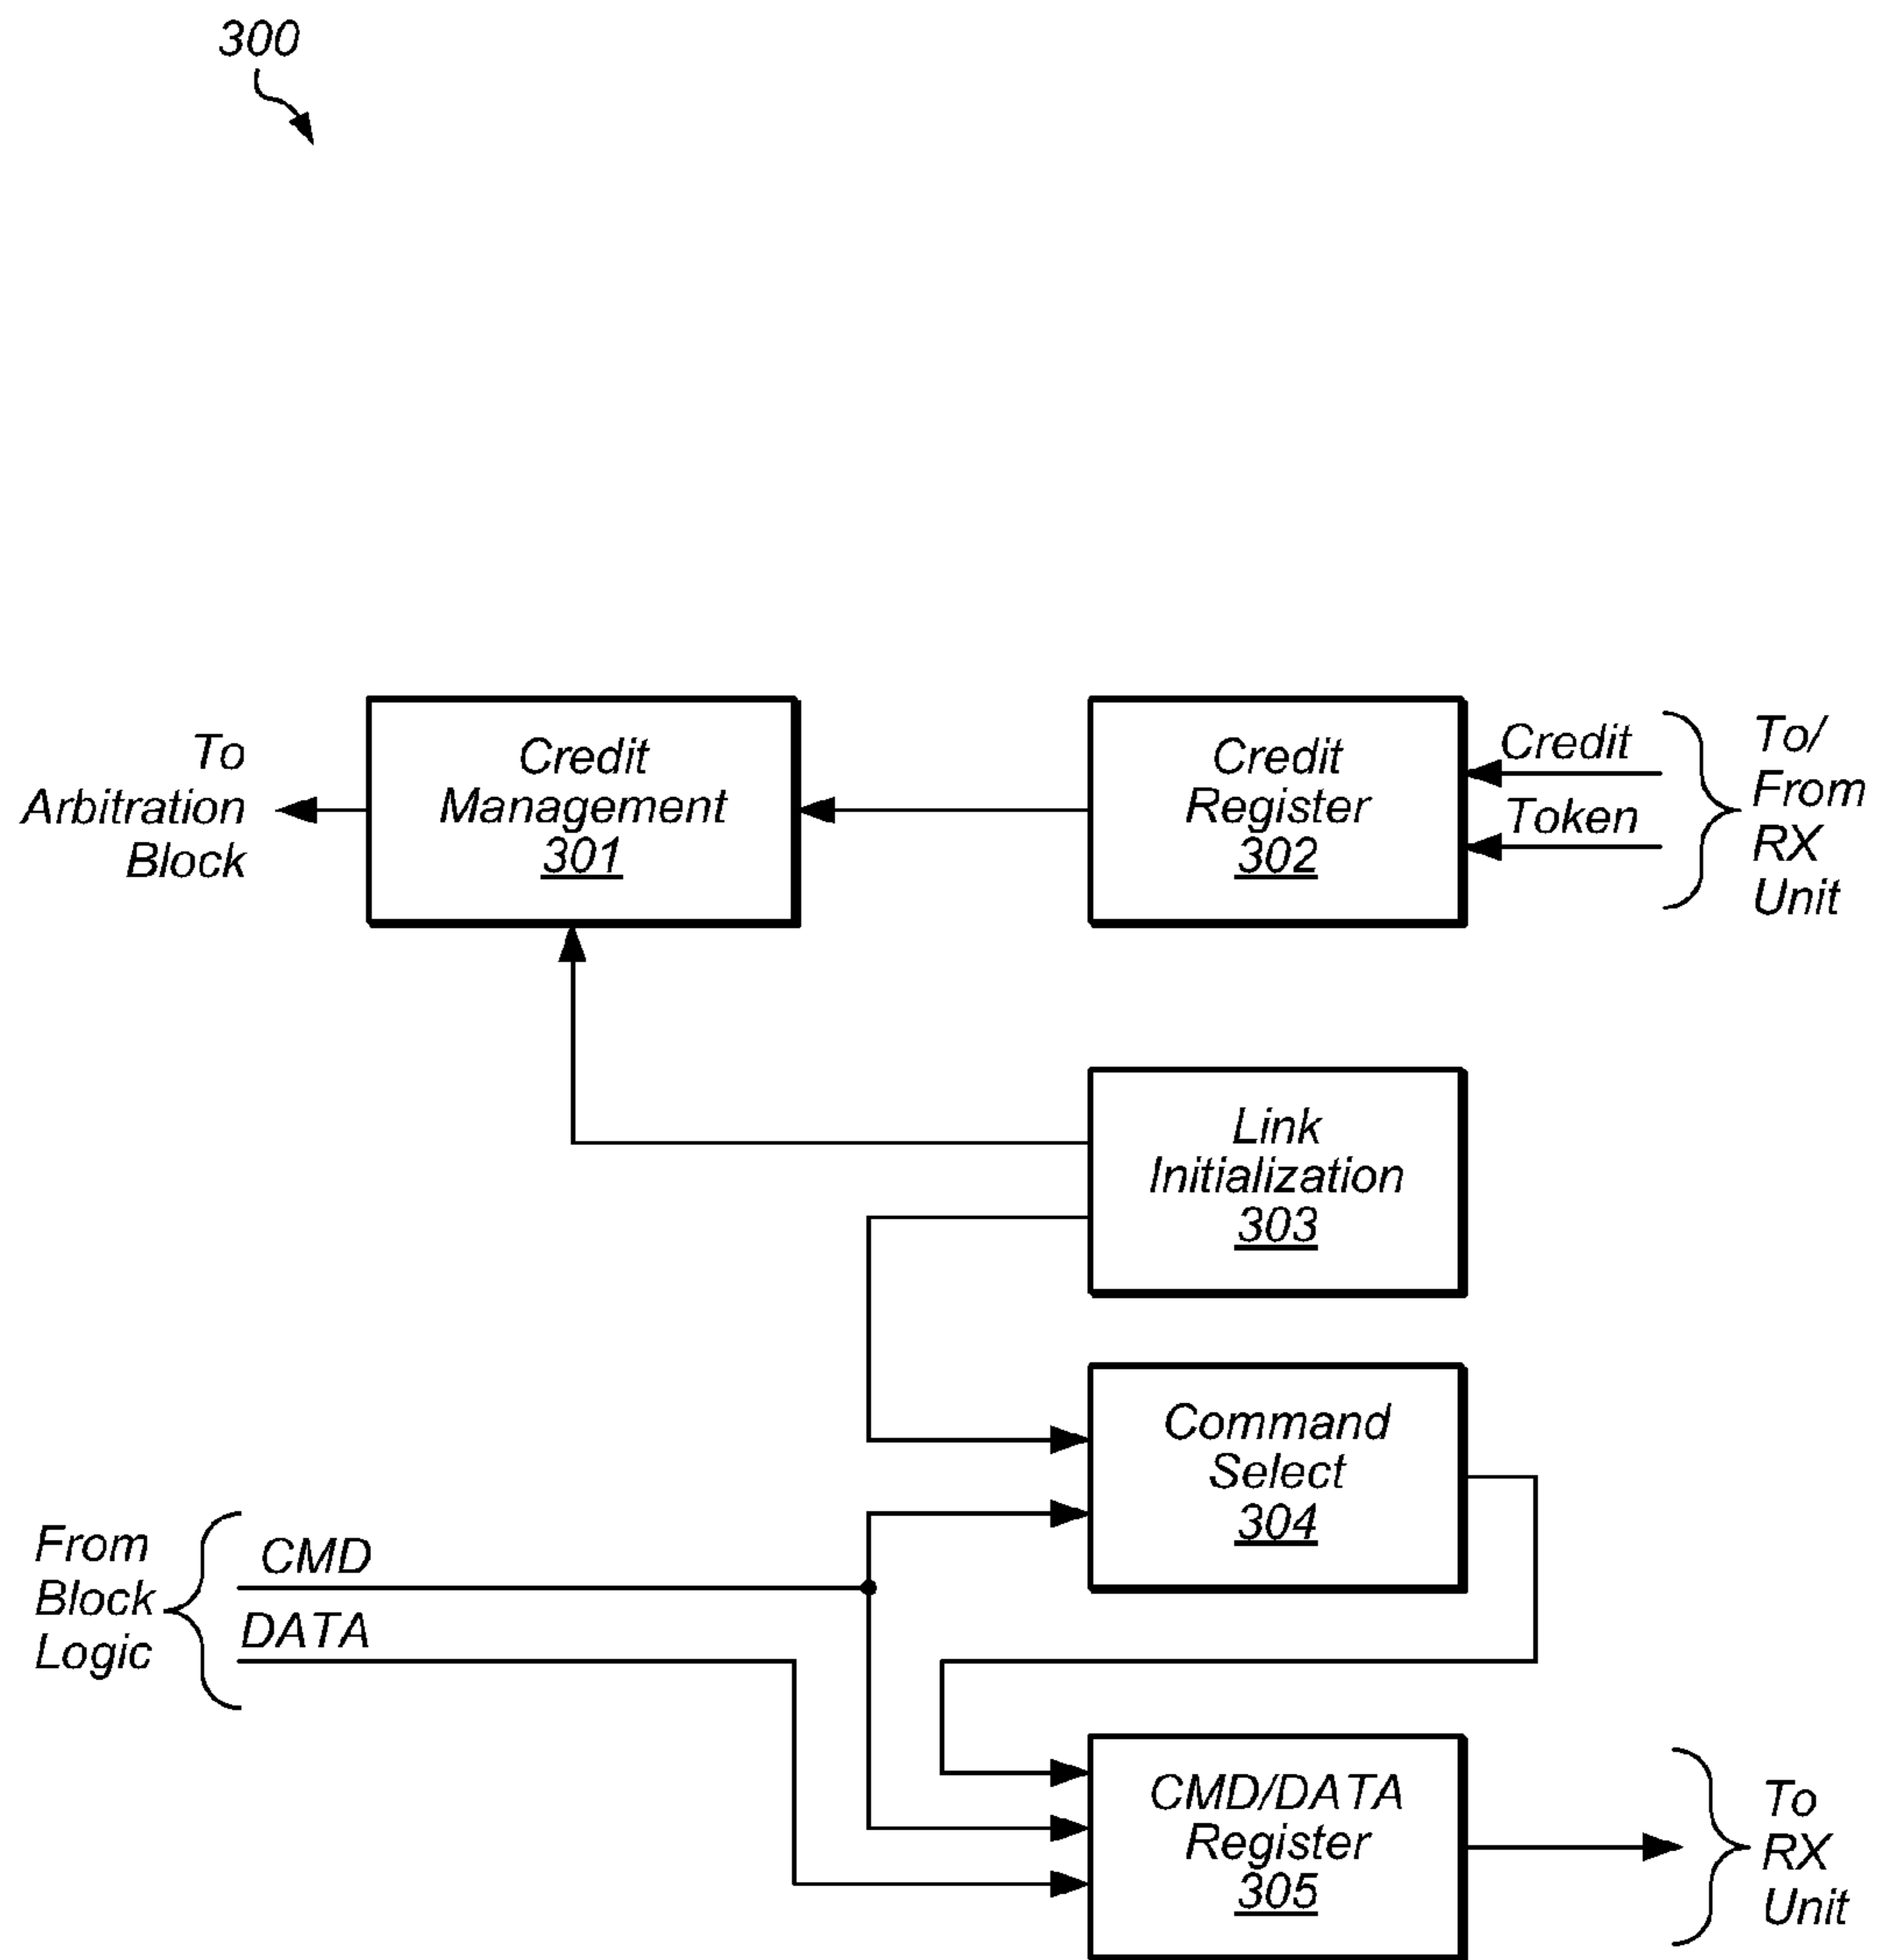 300
To
Arbitration
Block
Credit
Management
301
Credit
Register
302
Credit
Token
To/
From
RX
Unit
Link
Initialization
303
Command
Select
304
From
Block
Logic
CMD
DATA
CMD/DATA
Register
305
To
RX
Unit